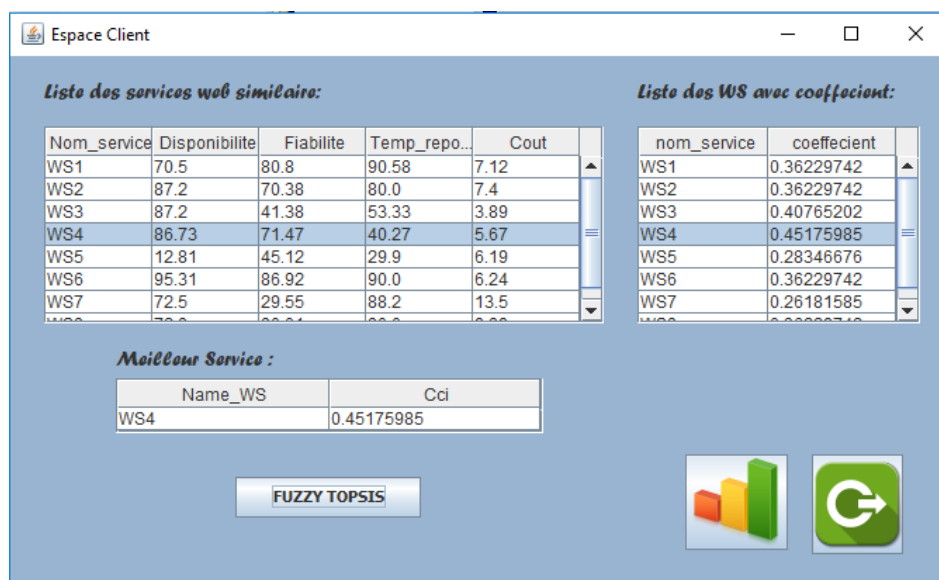 Espace Client
Liste des services web similaire:
Liste des WS avec coeffecient:
Nom_service Disponibilite Fiabilite Temp_repo... Cout
WS1 70.5 80.8 90.58 7.12
WS2 87.2 70.38 80.0 7.4
WS3 87.2 41.38 53.33 3.89
WS4 86.73 71.47 40.27 5.67
WS5 12.81 45.12 29.9 6.19
WS6 95.31 86.92 90.0 6.24
WS7 72.5 29.55 88.2 13.5
nom_service coeffecient
WS1 0.36229742
WS2 0.36229742
WS3 0.40765202
WS4 0.45175985
WS5 0.28346676
WS6 0.36229742
WS7 0.26181585
Meilleur Service :
Name_WS Cci
WS4 0.45175985
FUZZY TOPSIS